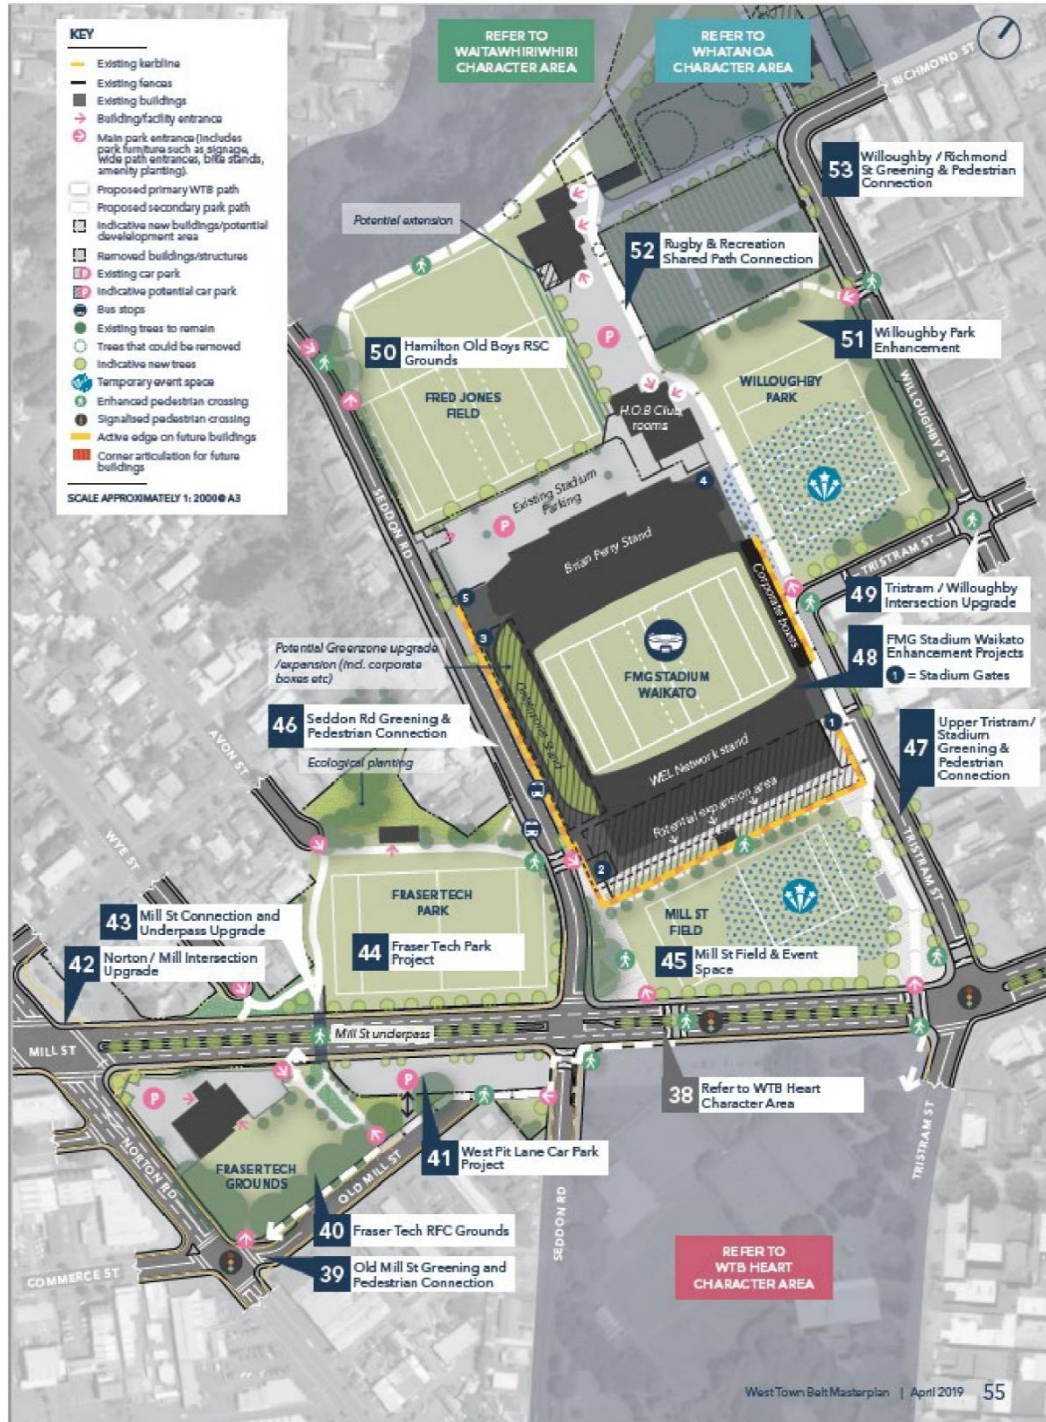 KEY
Existing kerbline
Existing fences
Existing buildings
Building/facility entrance
Main park entrance (includes
park furniture such as signage,
wide path entrances, bike stands,
amenity planting).
Proposed primary WTB path
Proposed secondary park path
Indicative new buildings/potential
develelopment area
Removed buildings/structures
P Existing car park
P Indicative potential car park
Bus stops
Existing trees to remain
Trees that could be removed
Indicative new trees
Temporary event space
Enhanced pedestrian crossing
Signalised pedestrian crossing
Active edge on future buildings
Corner articulation for future
buildings
SCALE APPROXIMATELY 1: 2000@ A3
REFER TO
WAITAWHIRIWHIRI
CHARACTER AREA
REFER TO
WHATANOA
CHARACTER AREA
RICHMOND ST
53 Willoughby / Richmond
St Greening & Pedestrian
Connection
Potential extension
52 Rugby & Recreation
Shared Path Connection
P
50 Hamilton Old Boys RSC
Grounds
51 Willoughby Park
Enhancement
FRED JONES
FIELD
WILLOUGHBY
PARK
WILLOUGHBY ST
H.O.B Club
rooms
SEDDON RD
Existing Stadium
Parking
P
4
Brian Perry Stand
TRISTRAM ST
Corporate boxes
49 Tristram / Willoughby
Intersection Upgrade
5
3
Potential Greenzone upgrade
/expansion (incl. corporate
boxes etc)
Greenzone Stand
FMG STADIUM
WAIKATO
48 FMG Stadium Waikato
Enhancement Projects
1 = Stadium Gates
46 Seddon Rd Greening &
Pedestrian Connection
Ecological planting
1
47 Upper Tristram/
Stadium
Greening &
Pedestrian
Connection
WEL Network stand
Potential expansion area
AVON ST
WYE ST
2
TRISTRAM ST
FRASER TECH
PARK
43 Mill St Connection and
Underpass Upgrade
44 Fraser Tech Park
Project
MILL ST
FIELD
42 Norton / Mill Intersection
Upgrade
45 Mill St Field & Event
Space
Mill St underpass
MILL ST
P
P
38 Refer to WTB Heart
Character Area
NORTON RD
41 West Pit Lane Car Park
Project
FRASER TECH
GROUNDS
OLD MILL ST
SEDDON RD
TRISTRAM ST
40 Fraser Tech RFC Grounds
COMMERCE ST
39 Old Mill St Greening and
Pedestrian Connection
REFER TO
WTB HEART
CHARACTER AREA
West Town Belt Masterplan | April 2019 55